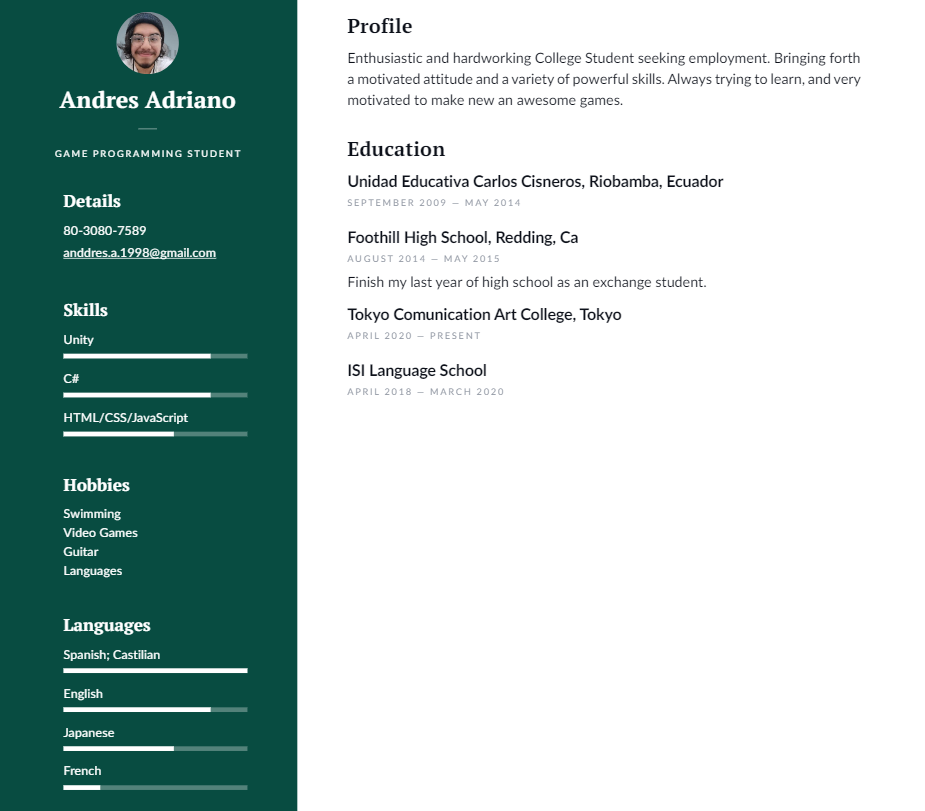 Andres Adriano
GAME PROGRAMMING STUDENT
Details
80-3080-7589
anddres.a.1998@gmail.com
Skills
Unity
C#
HTML/CSS/JavaScript
Hobbies
Swimming
Video Games
Guitar
Languages
Languages
Spanish; Castilian
English
Japanese
French
Profile
Enthusiastic and hardworking College Student seeking employment. Bringing forth
a motivated attitude and a variety of powerful skills. Always trying to learn, and very
motivated to make new an awesome games.
Education
Unidad Educativa Carlos Cisneros, Riobamba, Ecuador
SEPTEMBER 2009 — MAY 2014
Foothill High School, Redding, Ca
AUGUST 2014 — MAY 2015
Finish my last year of high school as an exchange student.
Tokyo Comunication Art College, Tokyo
APRIL 2020 — PRESENT
ISI Language School
APRIL 2018 — MARCH 2020